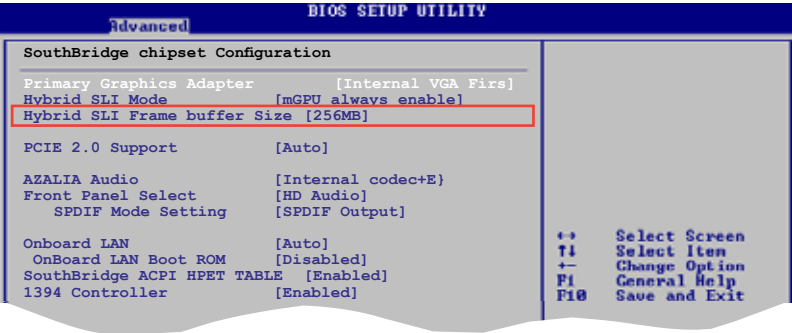 BIOS SETUP UTILITY
Advanced
SouthBridge chipset Configuration
Primary Graphics Adapter [Internal VGA Firs]
Hybrid SLI Mode [mGPU always enable]
Hybrid SLI Frame buffer Size [256MB]
PCIE 2.0 Support [Auto]
AZALIA Audio [Internal codec+E}
Front Panel Select [HD Audio]
SPDIF Mode Setting [SPDIF Output]
Onboard LAN [Auto]
OnBoard LAN Boot ROM [Disabled]
SouthBridge ACPI HPET TABLE [Enabled]
1394 Controller [Enabled]
↔ Select Screen
↑↓ Select Item
+- Change Option
F1 General Help
F10 Save and Exit